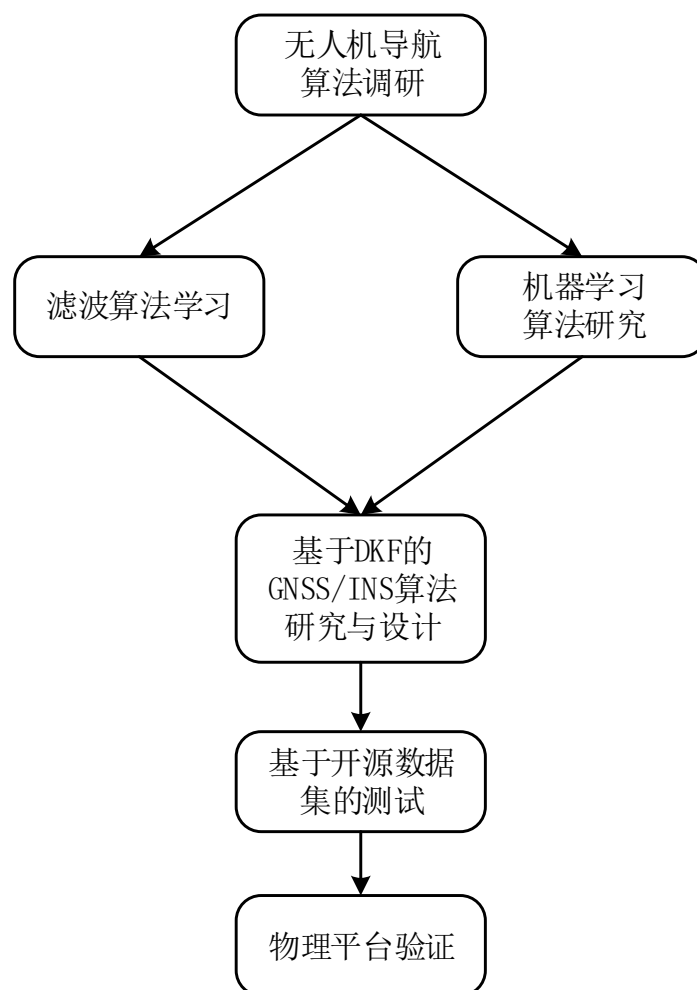 无人机导航
算法调研
滤波算法学习
机器学习
算法研究
基于DKF的
GNSS/INS算法
研究与设计
基于开源数据
集的测试
物理平台验证